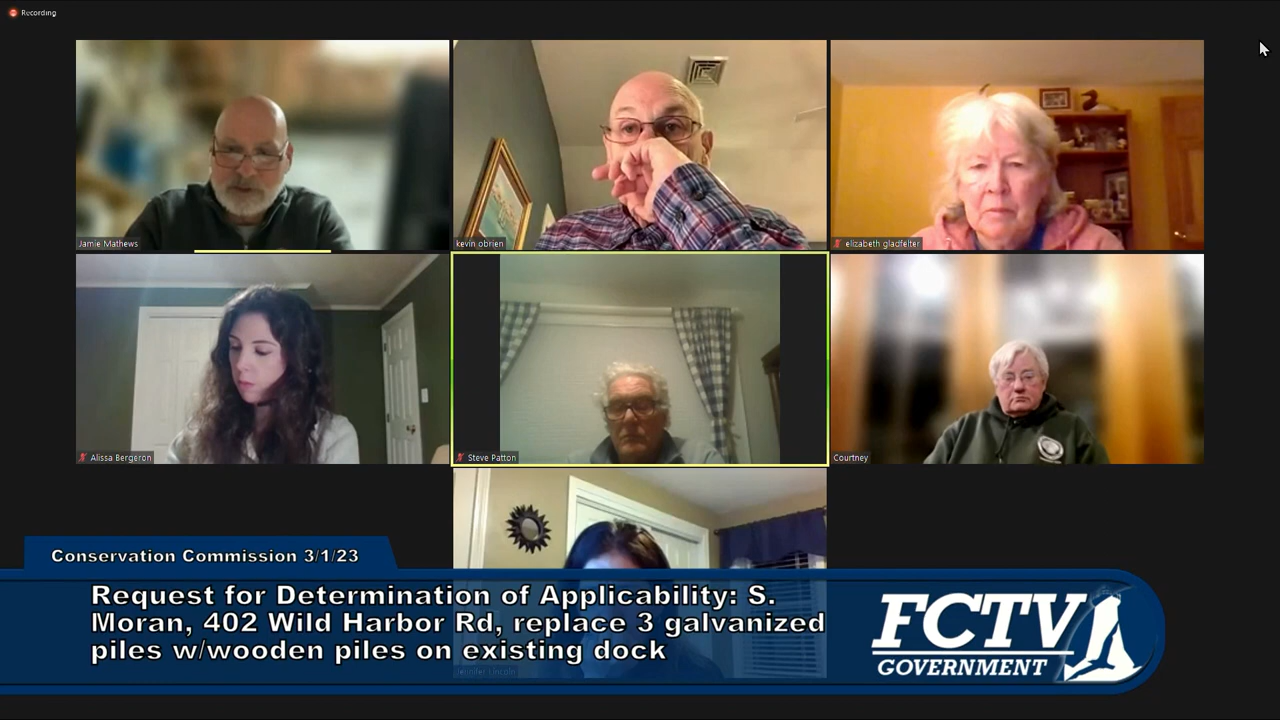 Recording
Jamie Mathews
kevin obrien
elizabeth gladfelter
Alissa Bergeron
Steve Patton
Courtney
Conservation Commission 3/1/23
Request for Determination of Applicability: S.
Moran, 402 Wild Harbor Rd, replace 3 galvanized
piles w/wooden piles on existing dock
FCTV
GOVERNMENT